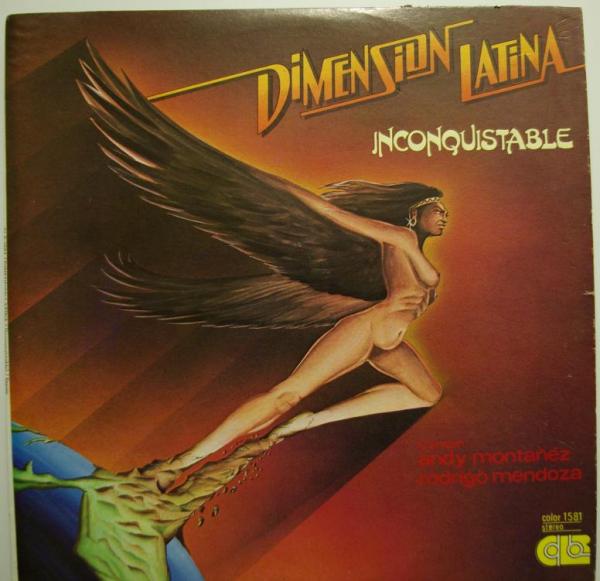 DIMENSION LATINA
INCONQUISTABLE
andy montañez
rodrigo mendoza
color 1581
stereo